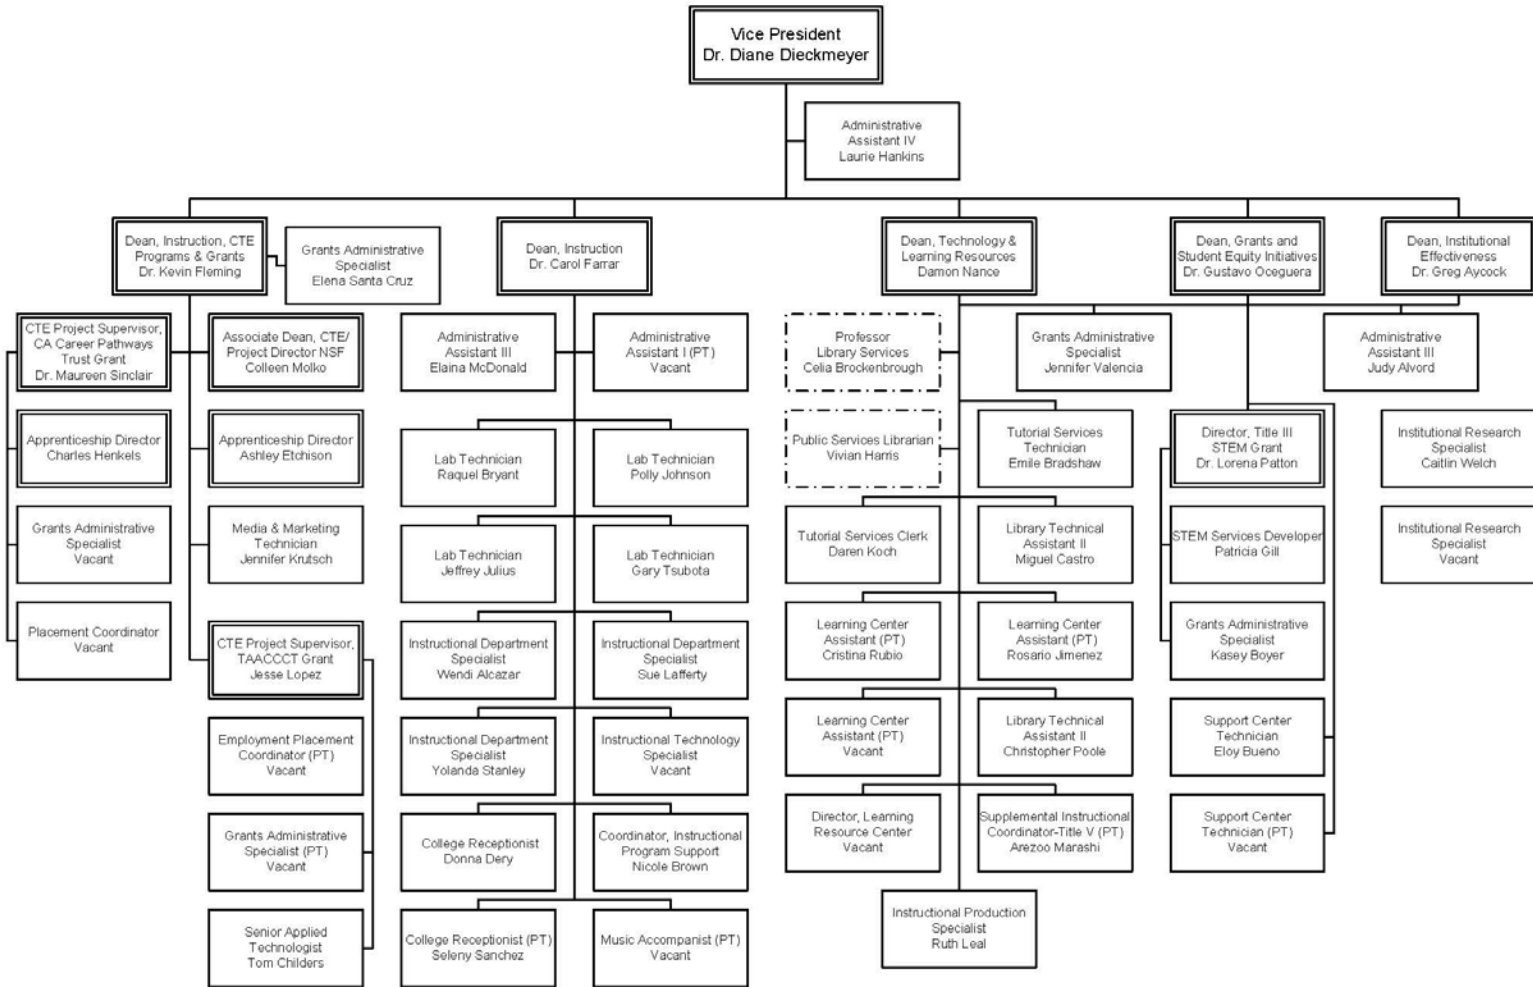 Vice President
Dr. Diane Dieckmeyer
Administrative
Assistant IV
Laurie Hankins
Dean, Instruction, CTE
Programs & Grants
Dr. Kevin Fleming
Grants Administrative
Specialist
Elena Santa Cruz
Dean, Instruction
Dr. Carol Farrar
Dean, Technology &
Learning Resources
Damon Nance
Dean, Grants and
Student Equity Initiatives
Dr. Gustavo Oceguera
Dean, Institutional
Effectiveness
Dr. Greg Aycock
CTE Project Supervisor,
CA Career Pathways
Trust Grant
Dr. Maureen Sinclair
Associate Dean, CTE/
Project Director NSF
Colleen Molko
Administrative
Assistant III
Elaina McDonald
Administrative
Assistant I (PT)
Vacant
Professor
Library Services
Celia Brockenbrough
Grants Administrative
Specialist
Jennifer Valencia
Administrative
Assistant III
Judy Alvord
Apprenticeship Director
Charles Henkels
Apprenticeship Director
Ashley Etchison
Lab Technician
Raquel Bryant
Lab Technician
Polly Johnson
Public Services Librarian
Vivian Harris
Tutorial Services
Technician
Emile Bradshaw
Director, Title III
STEM Grant
Dr. Lorena Patton
Institutional Research
Specialist
Caitlin Welch
Grants Administrative
Specialist
Vacant
Media & Marketing
Technician
Jennifer Krutsch
Lab Technician
Jeffrey Julius
Lab Technician
Gary Tsubota
Tutorial Services Clerk
Daren Koch
Library Technical
Assistant II
Miguel Castro
STEM Services Developer
Patricia Gill
Institutional Research
Specialist
Vacant
Placement Coordinator
Vacant
CTE Project Supervisor,
TAACCCT Grant
Jesse Lopez
Instructional Department
Specialist
Wendi Alcazar
Instructional Department
Specialist
Sue Lafferty
Learning Center
Assistant (PT)
Cristina Rubio
Learning Center
Assistant (PT)
Rosario Jimenez
Grants Administrative
Specialist
Kasey Boyer
Employment Placement
Coordinator (PT)
Vacant
Instructional Department
Specialist
Yolanda Stanley
Instructional Technology
Specialist
Vacant
Learning Center
Assistant (PT)
Vacant
Library Technical
Assistant II
Christopher Poole
Support Center
Technician
Eloy Bueno
Grants Administrative
Specialist (PT)
Vacant
College Receptionist
Donna Dery
Coordinator, Instructional
Program Support
Nicole Brown
Director, Learning
Resource Center
Vacant
Supplemental Instructional
Coordinator-Title V (PT)
Arezoo Marashi
Support Center
Technician (PT)
Vacant
Senior Applied
Technologist
Tom Childers
College Receptionist (PT)
Seleny Sanchez
Music Accompanist (PT)
Vacant
Instructional Production
Specialist
Ruth Leal